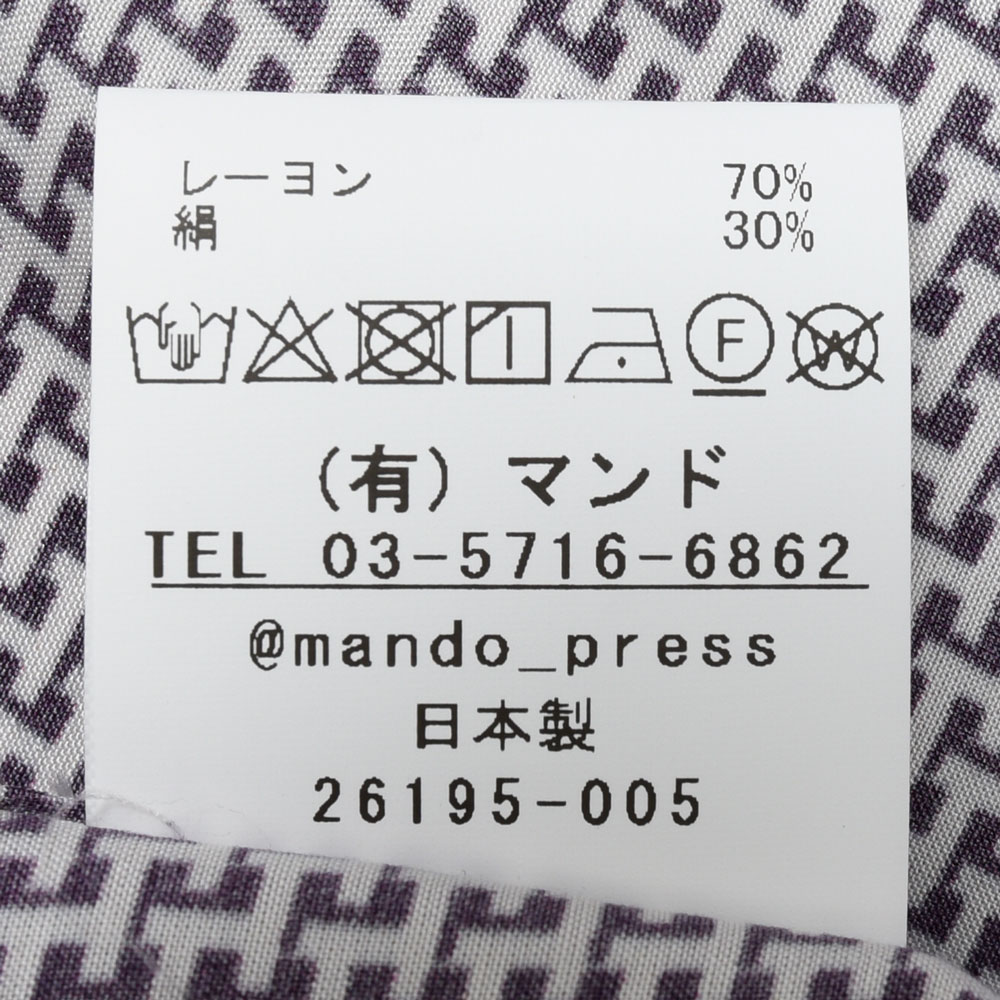 レーヨン 70%
絹 30%
F W
(有) マンド
TEL 03-5716-6862
@mando_press
日本製
26195-005